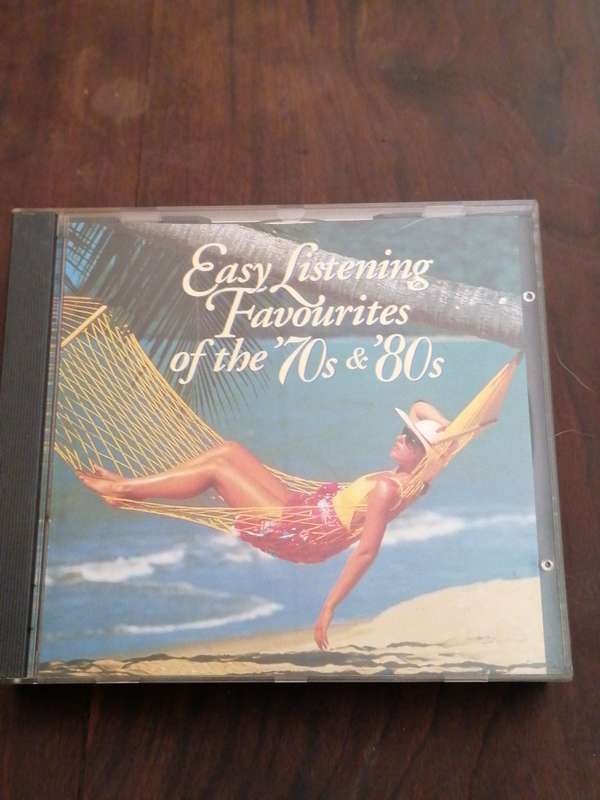 Easy Listening
Favourites
of the '70s & '80s